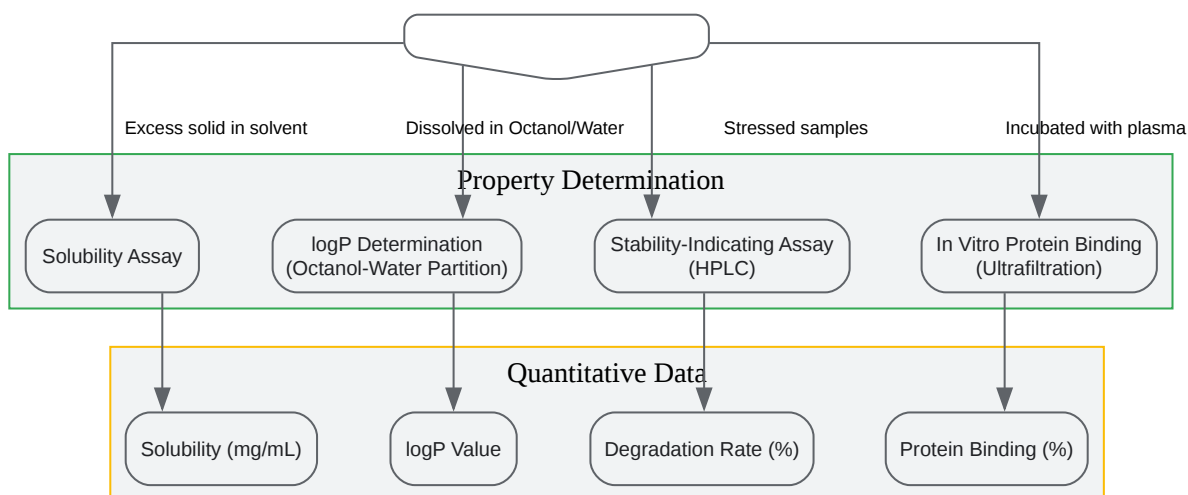 Excess solid in solvent
Dissolved in Octanol/Water
Stressed samples
Incubated with plasma
Property Determination
Solubility Assay
logP Determination
(Octanol-Water Partition)
Stability-Indicating Assay
(HPLC)
In Vitro Protein Binding
(Ultrafiltration)
Quantitative Data
Solubility (mg/mL)
logP Value
Degradation Rate (%)
Protein Binding (%)